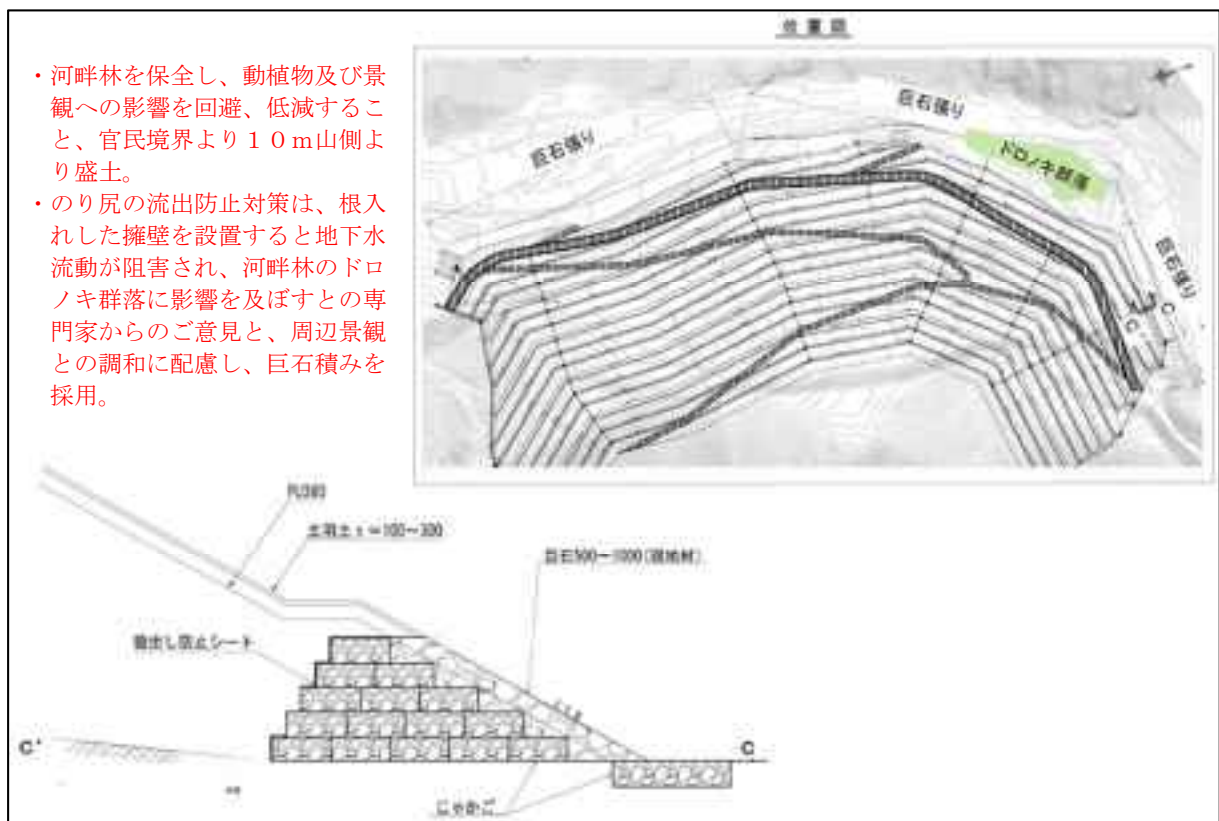 位置図
・河畔林を保全し、動植物及び景
観への影響を回避、低減するこ
と、官民境界より１０ｍ山側よ
り盛土。
・のり尻の流出防止対策は、根入
れした擁壁を設置すると地下水
流動が阻害され、河畔林のドロ
ノキ群落に影響を及ぼすとの専
門家からのご意見と、周辺景観
との調和に配慮し、巨石積みを
採用。
巨石張り
巨石張り
ドロノキ群落
巨石張り
C'
C
PU300
巨石500～1000(現地材)
吸出し防止シート
C'
C
じゃかご